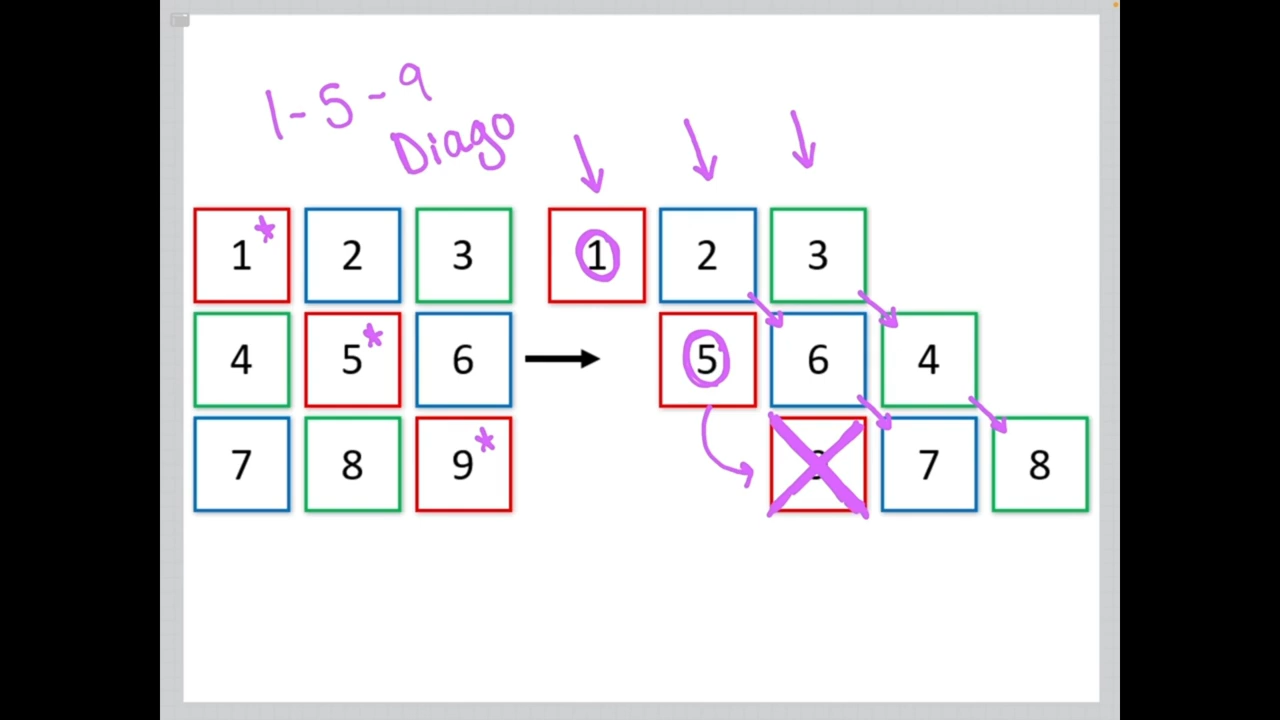 1-5-9
Diago
1* 2 3 1 2 3
4 5* 6 5 6 4
7 8 9* 7 8